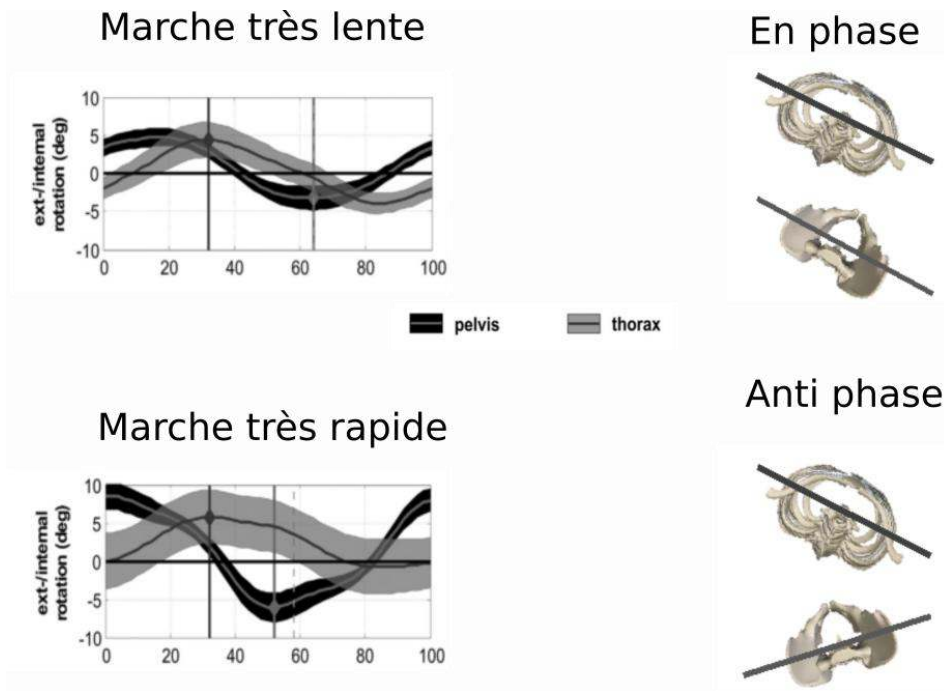 Marche très lente
En phase
ext-/internal
rotation (deg)
10
5
0
-5
-10
0 20 40 60 80 100
pelvis thorax
Marche très rapide
Anti phase
ext-/internal
rotation (deg)
10
5
0
-5
-10
0 20 40 60 80 100